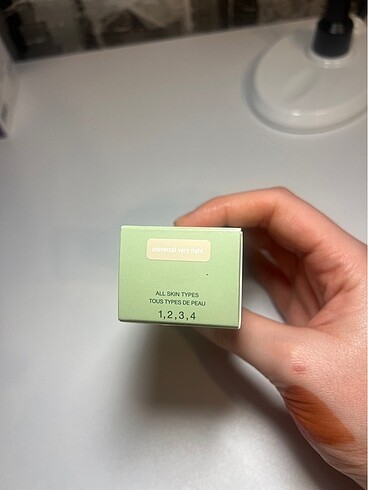 universal very light
ALL SKIN TYPES
TOUS TYPES DE PEAU
1,2,3,4